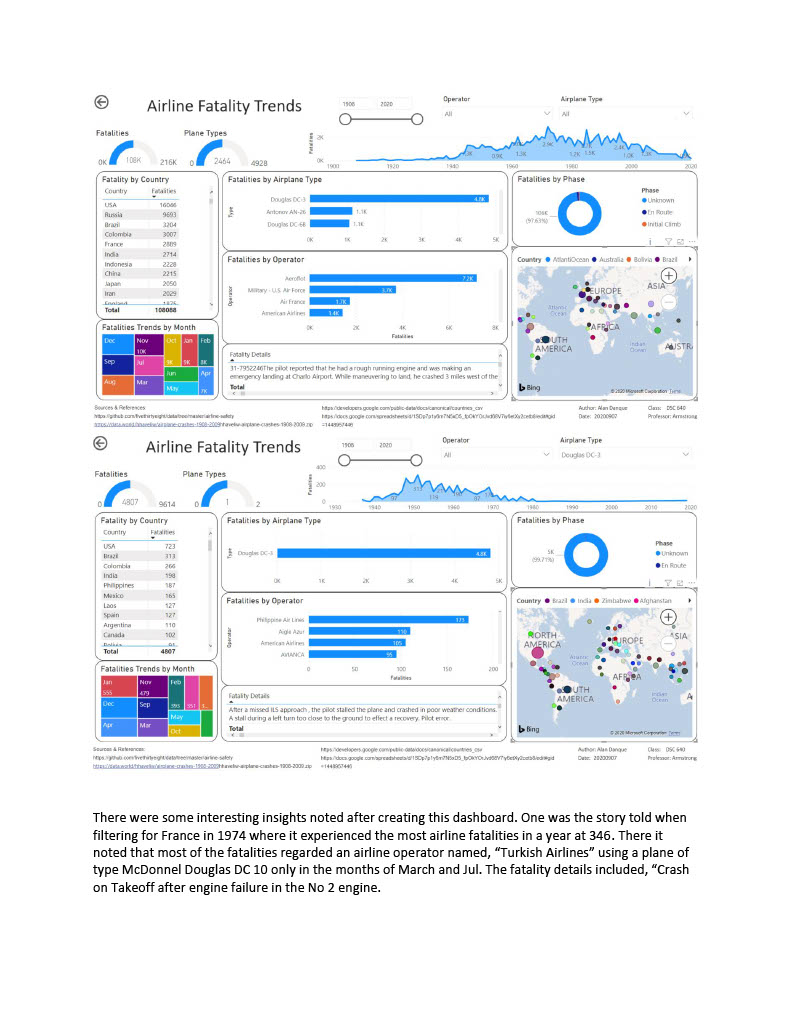 Airline Fatality Trends
1908 2020
Operator
All
Airplane Type
All
Fatalities
0K 108K 216K
Plane Types
0 2464 4928
Fatalities
2K
0K
1900 1920 1940 1960 1980 2000 2020
Fatality by Country
Country Fatalities
USA 16046
Russia 9693
Brazil 3204
Colombia 3007
France 2889
India 2714
Indonesia 2228
China 2215
Japan 2050
Iran 2029
Total 108088
Fatalities by Airplane Type
Type
Douglas DC-3 4.8K
Antonov AN-26 1.1K
Douglas DC-6B 1.1K
0K 1K 2K 3K 4K 5K
Fatalities by Phase
106K
(97.63%)
Phase
Unknown
En Route
Initial Climb
Fatalities by Operator
Operator
Aeroflot 7.2K
Military - U.S. Air Force 3.7K
Air France 1.7K
American Airlines 1.4K
0K 2K 4K 6K 8K
Fatalities
Country AtlantiOcean Australia Bolivia Brazil
EUROPE
ASIA
Atlantic
Ocean
AFRICA
SOUTH
AMERICA
Indian
Ocean
AUSTR
Bing
© 2020 Microsoft Corporation Terms
Fatalities Trends by Month
Dec Nov Oct Jan Feb
10K 9K 9K 8K
Sep Jul Jun Apr
Aug Mar May 7K
Fatality Details
31-7952246The pilot reported that he had a rough running engine and was making an
emergency landing at Charlo Airport. While maneuvering to land, he crashed 3 miles west of the
Total
Sources & References
https://github.com/fivethirtyeight/data/tree/master/airline-safety
https://data.world/hhaveliw/airplane-crashes-1908-2009hhaveliw-airplane-crashes-1908-2009.zip
https://developers.google.com/public-data/docs/canonical/countries_csv
=1448957446
Author: Alan Danque Class: DSC 640
Date: 20200907 Professor: Armstrong
Airline Fatality Trends
1908 2020
Operator
All
Airplane Type
Douglas DC-3
Fatalities
0 4807 9614
Plane Types
0 1 2
Fatalities
400
200
0
1930 1940 1950 1960 1970 1980 1990 2000 2010 2020
Fatality by Country
Country Fatalities
USA 723
Brazil 313
Colombia 266
India 198
Philippines 187
Mexico 165
Laos 127
Spain 127
Argentina 110
Canada 102
Total 4807
Fatalities by Airplane Type
Type
Douglas DC-3 4.8K
0K 1K 2K 3K 4K 5K
Fatalities by Phase
5K
(99.71%)
Phase
Unknown
En Route
Fatalities by Operator
Operator
Philippine Air Lines 173
Aigle Azur 110
American Airlines 105
AVIANCA 95
0 50 100 150 200
Fatalities
Country Brazil India Zimbabwe Afghanstan
NORTH
AMERICA
EUROPE
ASIA
Atlantic
Ocean
AFRICA
SOUTH
AMERICA
Indian
Ocean
Bing
© 2020 Microsoft Corporation Terms
Fatalities Trends by Month
Jan Nov Feb
555 479 393 351 3...
Dec Sep May
Apr Mar Oct
Fatality Details
After a missed ILS approach , the pilot stalled the plane and crashed in poor weather conditions.
A stall during a left turn too close to the ground to effect a recovery. Pilot error.
Total
Sources & References:
https://github.com/fivethirtyeight/data/tree/master/airline-safety
https://data.world/hhaveliw/airplane-crashes-1908-2009hhaveliw-airplane-crashes-1908-2009.zip
https://developers.google.com/public-data/docs/canonical/countries_csv
=1448957446
Author: Alan Danque Class: DSC 640
Date: 20200907 Professor: Armstrong
There were some interesting insights noted after creating this dashboard. One was the story told when
filtering for France in 1974 where it experienced the most airline fatalities in a year at 346. There it
noted that most of the fatalities regarded an airline operator named, “Turkish Airlines” using a plane of
type McDonnel Douglas DC 10 only in the months of March and Jul. The fatality details included, “Crash
on Takeoff after engine failure in the No 2 engine.